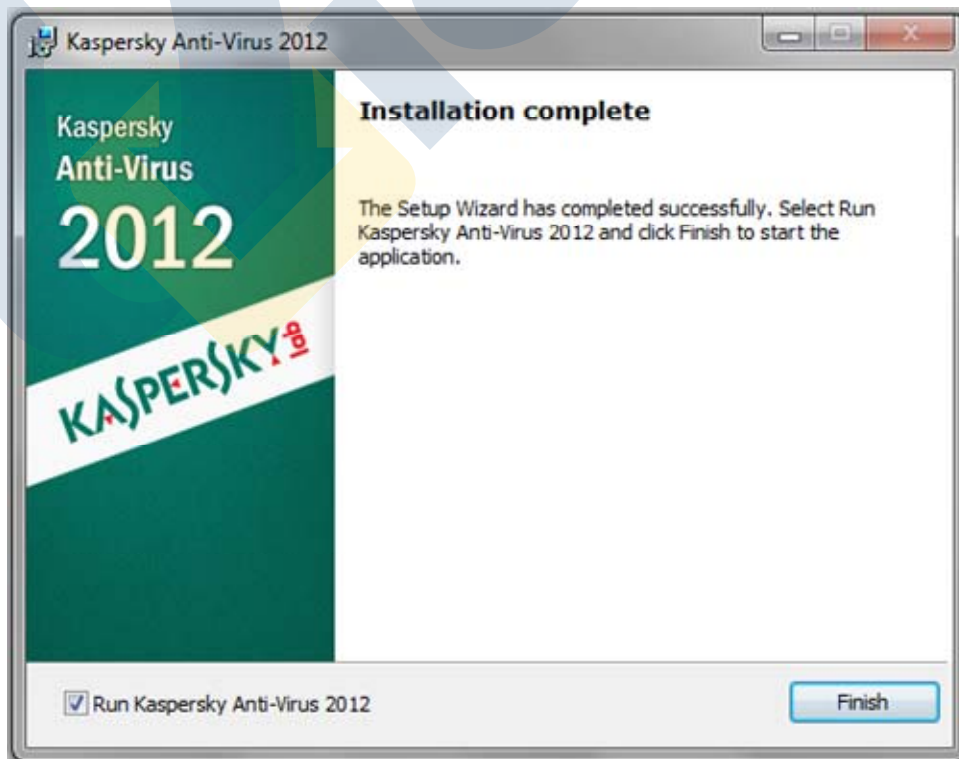 Kaspersky Anti-Virus 2012
Kaspersky
Anti-Virus
2012
KASPERSKY lab
Installation complete
The Setup Wizard has completed successfully. Select Run
Kaspersky Anti-Virus 2012 and click Finish to start the
application.
Run Kaspersky Anti-Virus 2012
Finish